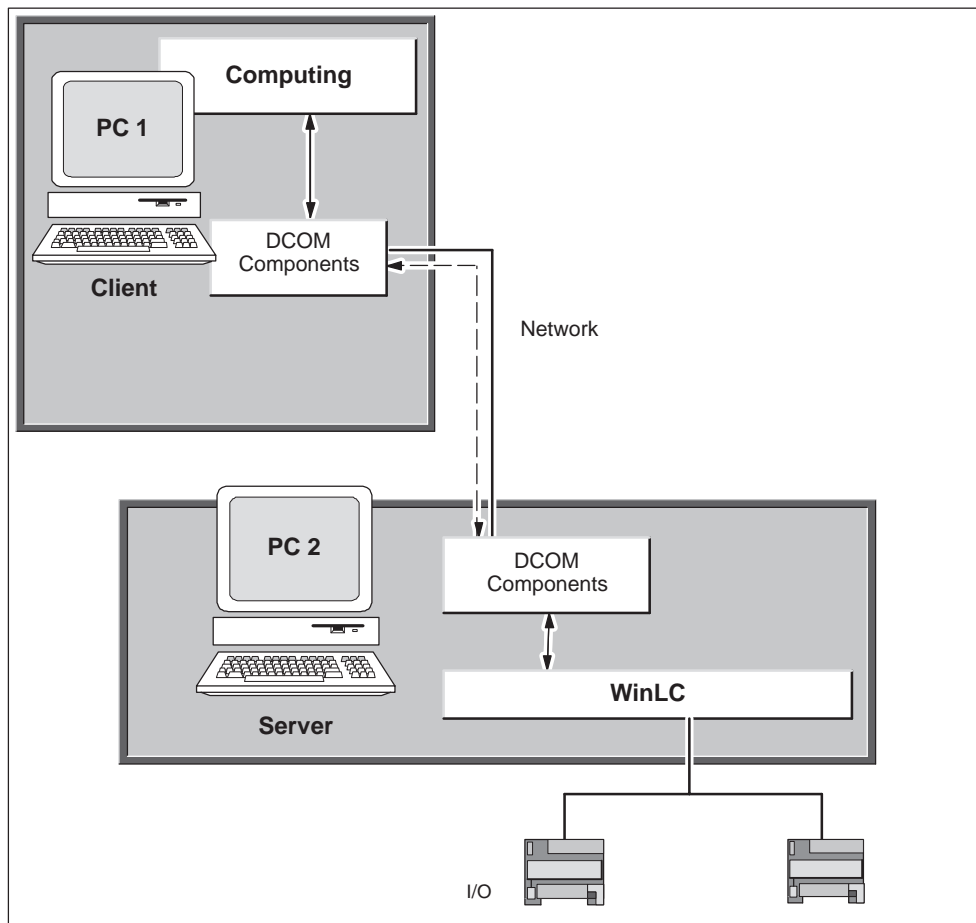 Computing
PC 1
DCOM
Components
Client
Network
PC 2
DCOM
Components
WinLC
Server
I/O